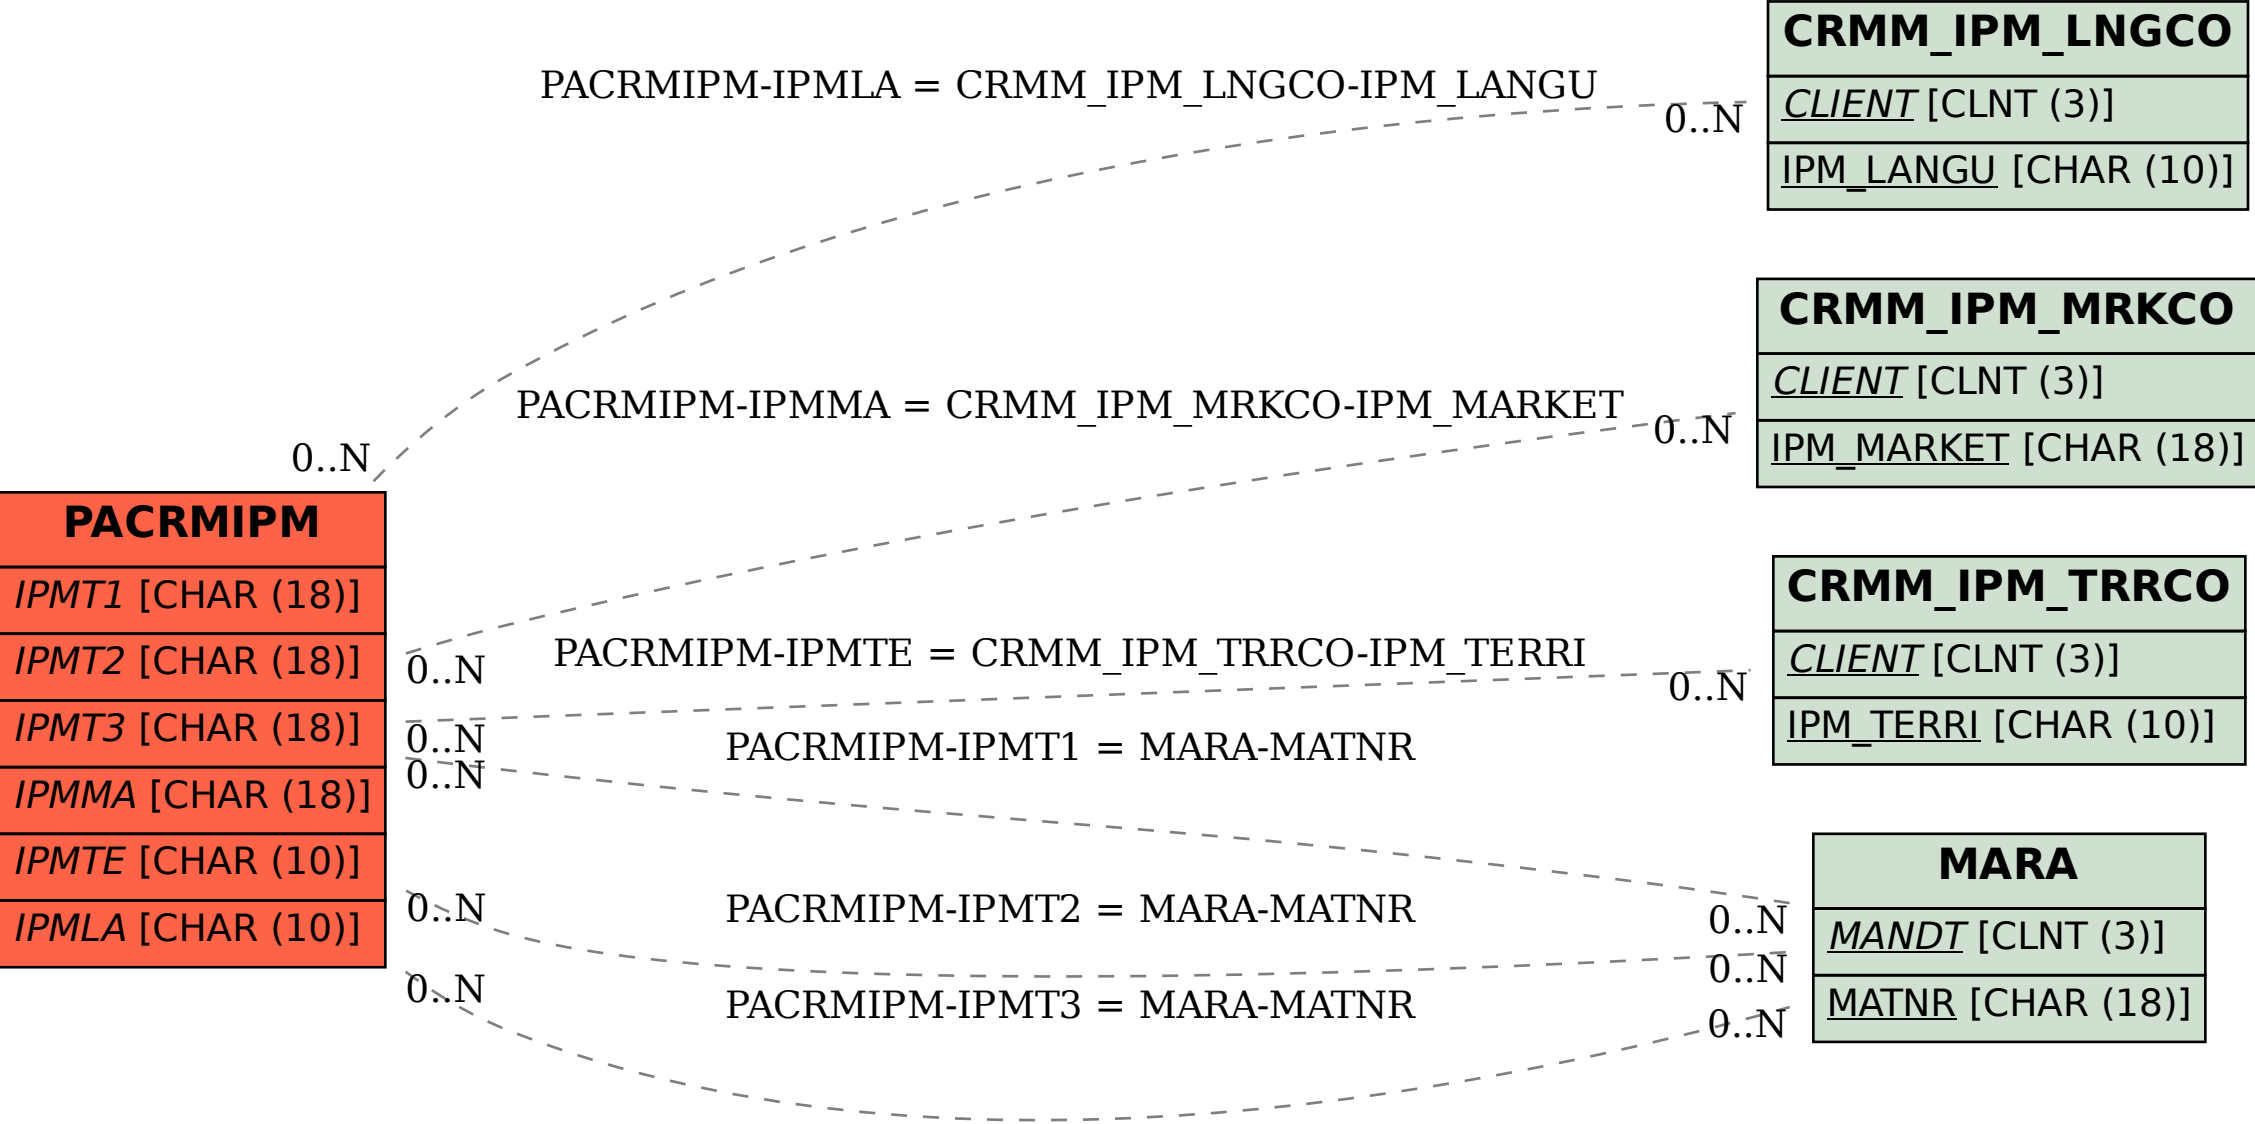 CRMM_IPM_LNGCO
CLIENT [CLNT (3)]
IPM_LANGU [CHAR (10)]
PACRMIPM-IPMLA = CRMM_IPM_LNGCO-IPM_LANGU
0..N
0..N
CRMM_IPM_MRKCO
CLIENT [CLNT (3)]
IPM_MARKET [CHAR (18)]
PACRMIPM-IPMMA = CRMM_IPM_MRKCO-IPM_MARKET
0..N
0..N
PACRMIPM
IPMT1 [CHAR (18)]
IPMT2 [CHAR (18)]
IPMT3 [CHAR (18)]
IPMMA [CHAR (18)]
IPMTE [CHAR (10)]
IPMLA [CHAR (10)]
CRMM_IPM_TRRCO
CLIENT [CLNT (3)]
IPM_TERRI [CHAR (10)]
PACRMIPM-IPMTE = CRMM_IPM_TRRCO-IPM_TERRI
0..N
0..N
PACRMIPM-IPMT1 = MARA-MATNR
0..N
0..N
PACRMIPM-IPMT2 = MARA-MATNR
0..N
0..N
PACRMIPM-IPMT3 = MARA-MATNR
0..N
0..N
MARA
MANDT [CLNT (3)]
MATNR [CHAR (18)]